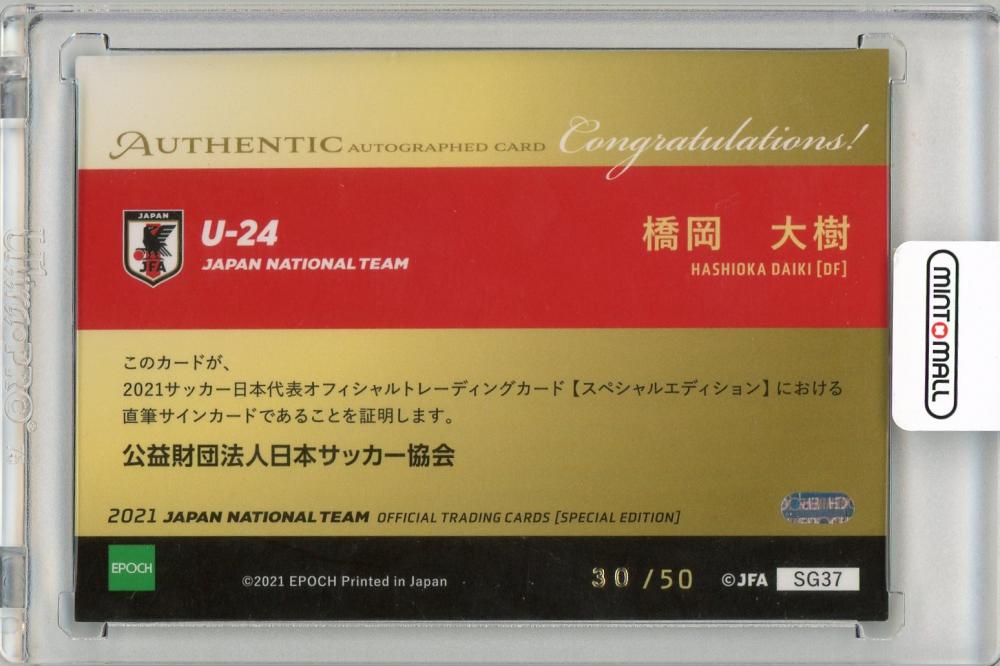 AUTHENTIC AUTOGRAPHED CARD Congratulations!
JAPAN
JFA
U-24
JAPAN NATIONAL TEAM
橋岡 大樹
HASHIOKA DAIKI [DF]
このカードが、
2021サッカー日本代表オフィシャルトレーディングカード【スペシャルエディション】における
直筆サインカードであることを証明します。
公益財団法人日本サッカー協会
2021 JAPAN NATIONAL TEAM OFFICIAL TRADING CARDS [SPECIAL EDITION]
EPOCH
©2021 EPOCH Printed in Japan
30/50
©JFA
SG37
MINT MALL
Ultra·PRO®